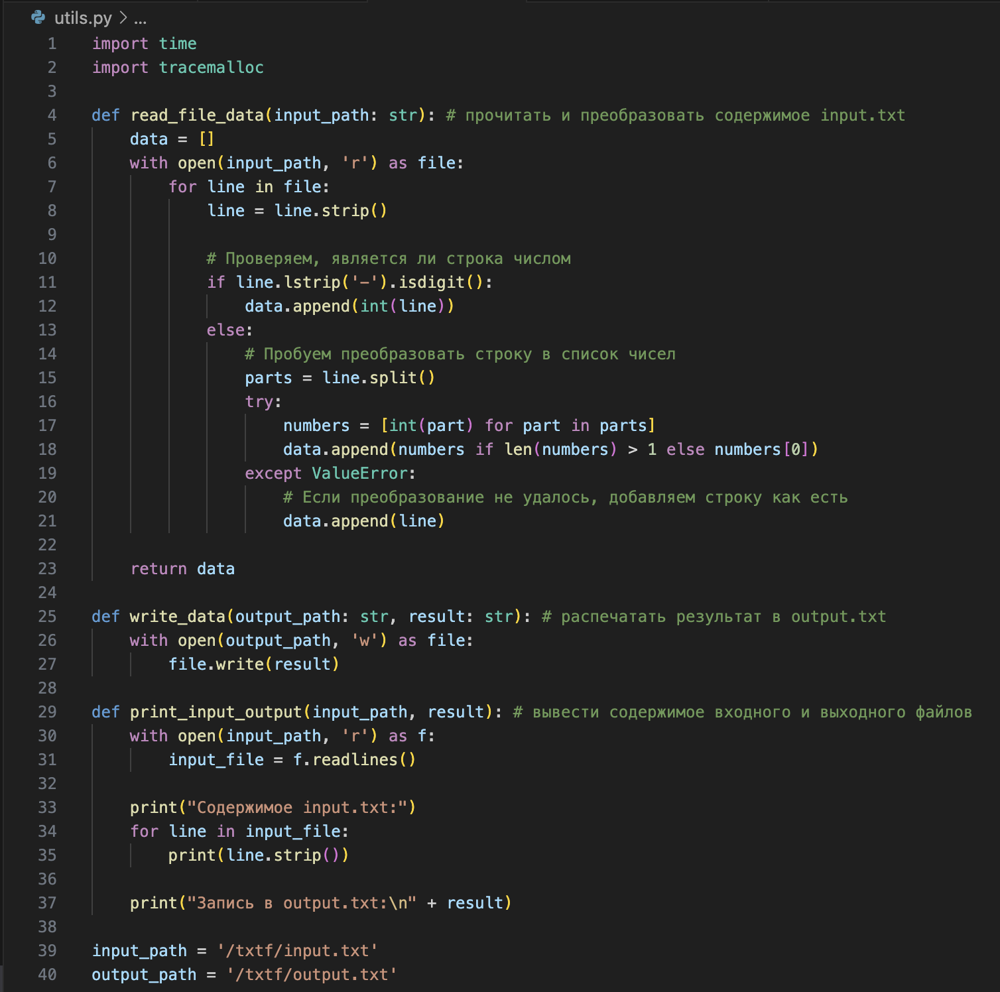 utils.py > ...
1 import time
2 import tracemalloc
3
4 def read_file_data(input_path: str): # прочитать и преобразовать содержимое input.txt
5     data = []
6     with open(input_path, 'r') as file:
7         for line in file:
8             line = line.strip()
9
10             # Проверяем, является ли строка числом
11             if line.lstrip('-').isdigit():
12                 data.append(int(line))
13             else:
14                 # Пробуем преобразовать строку в список чисел
15                 parts = line.split()
16                 try:
17                     numbers = [int(part) for part in parts]
18                     data.append(numbers if len(numbers) > 1 else numbers[0])
19                 except ValueError:
20                     # Если преобразование не удалось, добавляем строку как есть
21                     data.append(line)
22
23     return data
24
25 def write_data(output_path: str, result: str): # распечатать результат в output.txt
26     with open(output_path, 'w') as file:
27         file.write(result)
28
29 def print_input_output(input_path, result): # вывести содержимое входного и выходного файлов
30     with open(input_path, 'r') as f:
31         input_file = f.readlines()
32
33     print("Содержимое input.txt:")
34     for line in input_file:
35         print(line.strip())
36
37     print("Запись в output.txt:\n" + result)
38
39 input_path = '/txtf/input.txt'
40 output_path = '/txtf/output.txt'